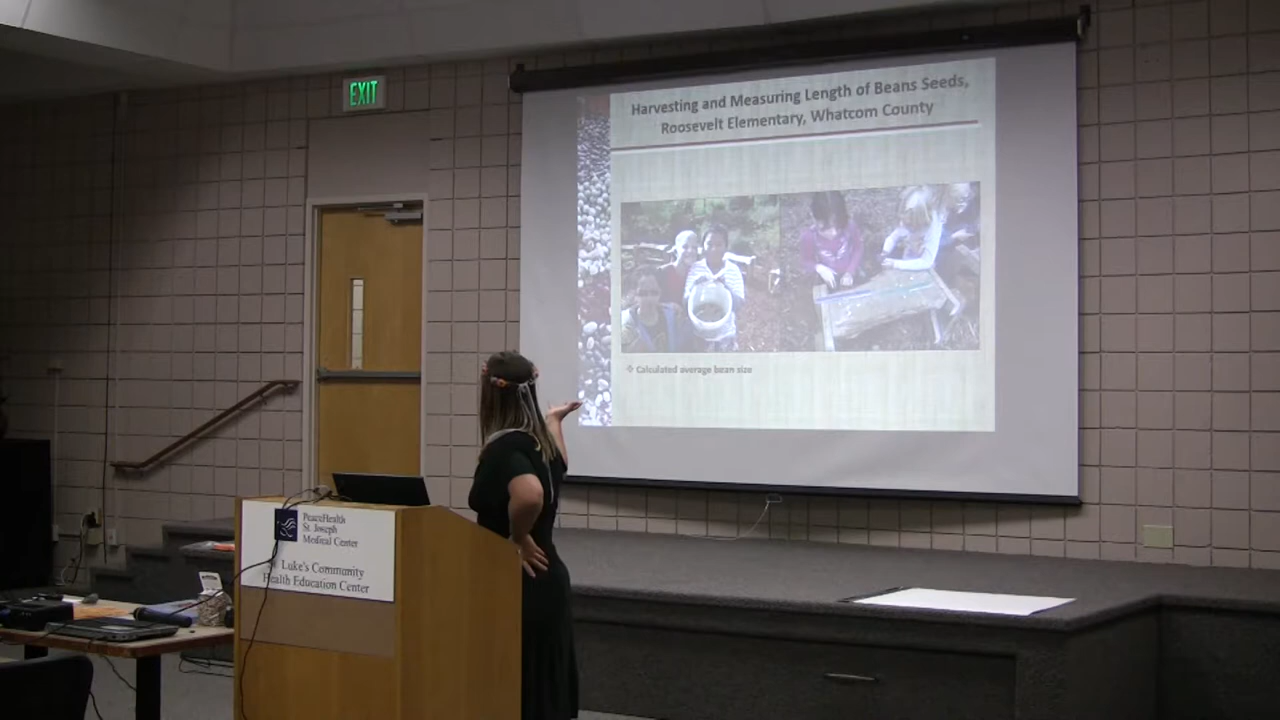 EXIT
Harvesting and Measuring Length of Beans Seeds,
Roosevelt Elementary, Whatcom County
Calculated average bean size
PeaceHealth
St. Joseph
Medical Center
Luke's Community
Health Education Center